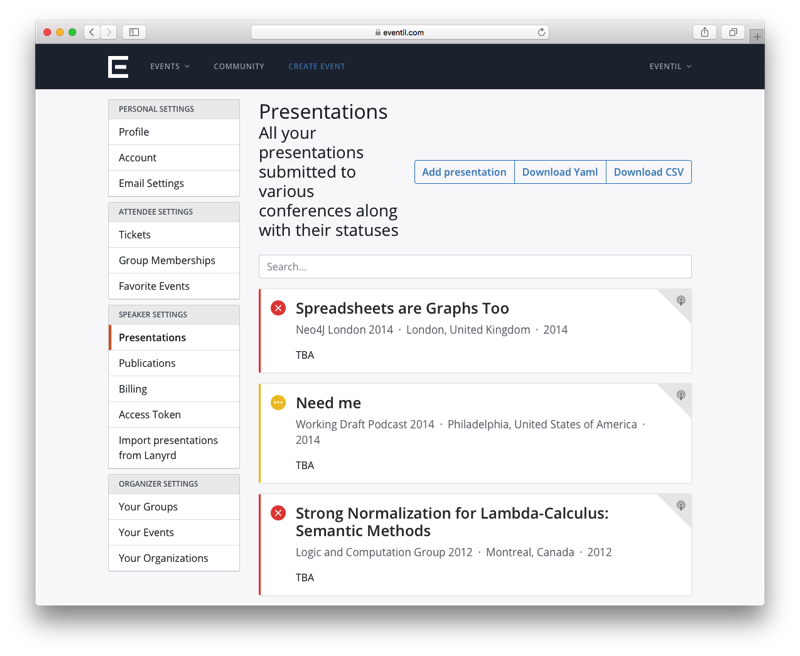 eventil.com
EVENTS
COMMUNITY
CREATE EVENT
EVENTIL
PERSONAL SETTINGS
Profile
Account
Email Settings
ATTENDEE SETTINGS
Tickets
Group Memberships
Favorite Events
SPEAKER SETTINGS
Presentations
Publications
Billing
Access Token
Import presentations
from Lanyrd
ORGANIZER SETTINGS
Your Groups
Your Events
Your Organizations
Presentations
All your
presentations
submitted to
various
conferences along
with their statuses
Add presentation
Download Yaml
Download CSV
Search...
Spreadsheets are Graphs Too
Neo4J London 2014 · London, United Kingdom · 2014
TBA
Need me
Working Draft Podcast 2014 · Philadelphia, United States of America ·
2014
TBA
Strong Normalization for Lambda-Calculus:
Semantic Methods
Logic and Computation Group 2012 · Montreal, Canada · 2012
TBA